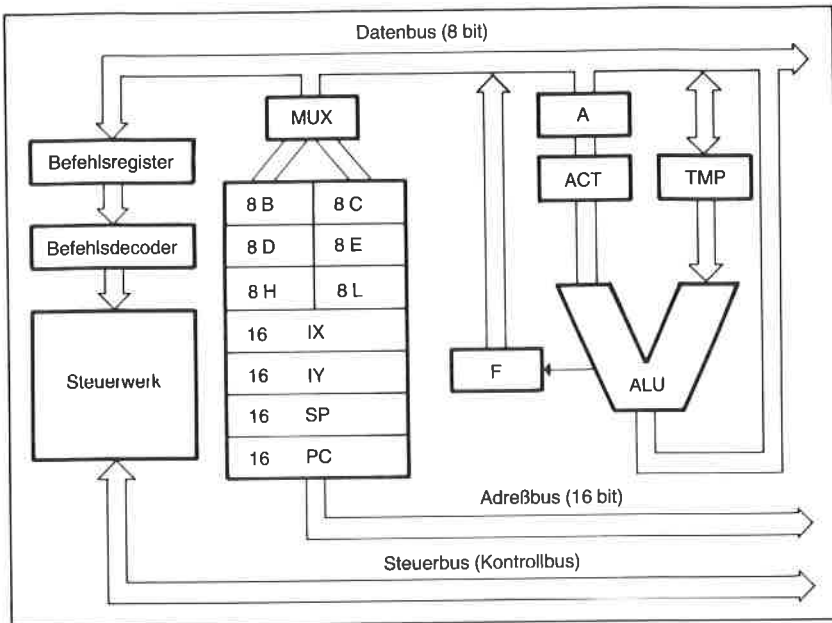 Datenbus (8 bit)
MUX
A
Befehlsregister
ACT
TMP
8 B
8 C
Befehlsdecoder
8 D
8 E
8 H
8 L
Steuerwerk
16 IX
16 IY
16 SP
16 PC
F
ALU
Adreßbus (16 bit)
Steuerbus (Kontrollbus)